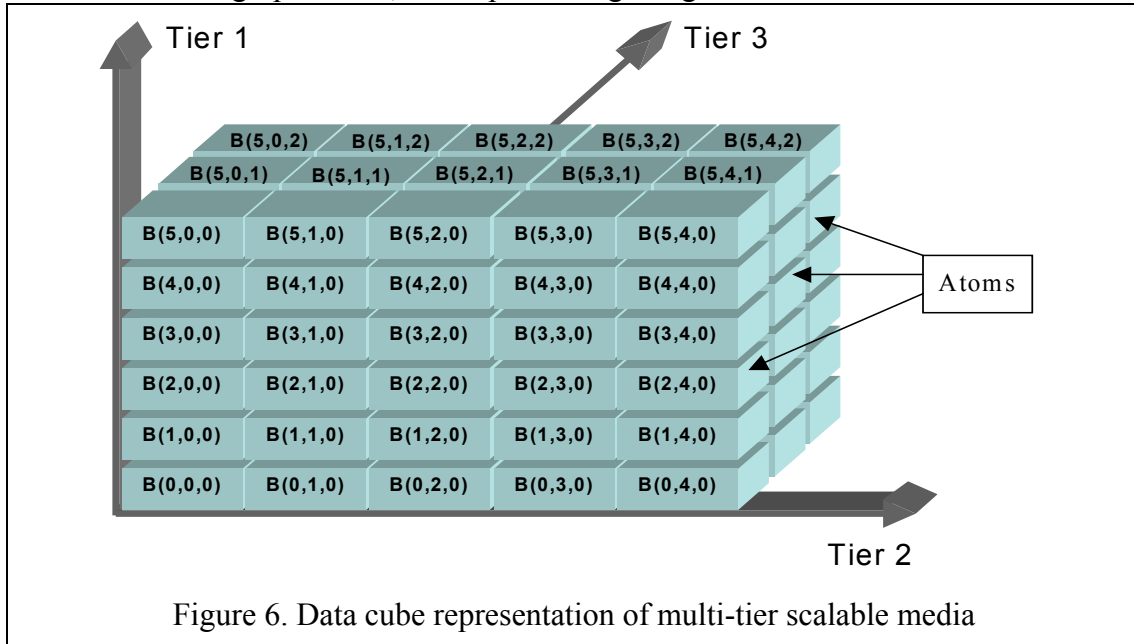 Tier 1
Tier 3
B(5,0,2) B(5,1,2) B(5,2,2) B(5,3,2) B(5,4,2)
B(5,0,1) B(5,1,1) B(5,2,1) B(5,3,1) B(5,4,1)
B(5,0,0) B(5,1,0) B(5,2,0) B(5,3,0) B(5,4,0)
B(4,0,0) B(4,1,0) B(4,2,0) B(4,3,0) B(4,4,0)
Atoms
B(3,0,0) B(3,1,0) B(3,2,0) B(3,3,0) B(3,4,0)
B(2,0,0) B(2,1,0) B(2,2,0) B(2,3,0) B(2,4,0)
B(1,0,0) B(1,1,0) B(1,2,0) B(1,3,0) B(1,4,0)
B(0,0,0) B(0,1,0) B(0,2,0) B(0,3,0) B(0,4,0)
Tier 2
Figure 6. Data cube representation of multi-tier scalable media